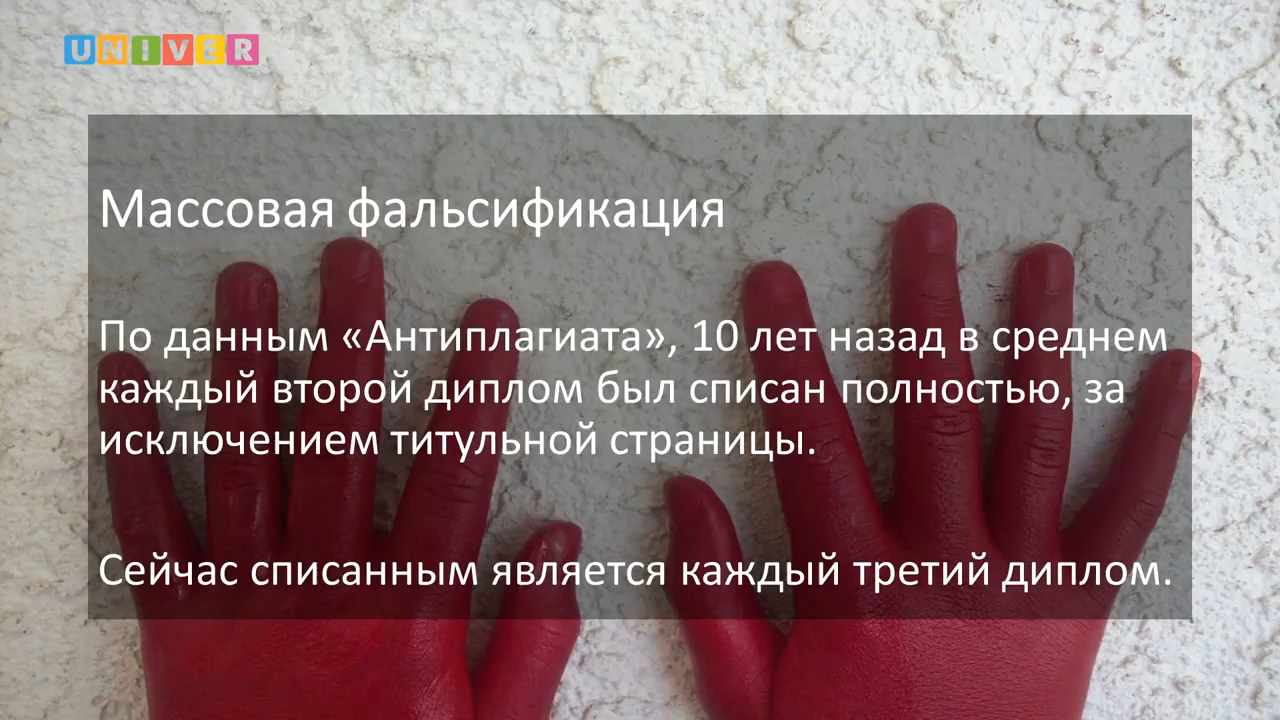 UNIVER
Массовая фальсификация
По данным «Антиплагиата», 10 лет назад в среднем
каждый второй диплом был списан полностью, за
исключением титульной страницы.
Сейчас списанным является каждый третий диплом.